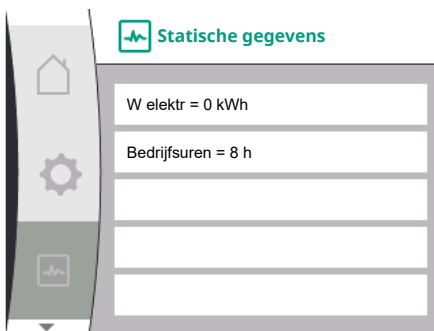 Statische gegevens
W elektr = 0 kWh
Bedrijfsuren = 8 h